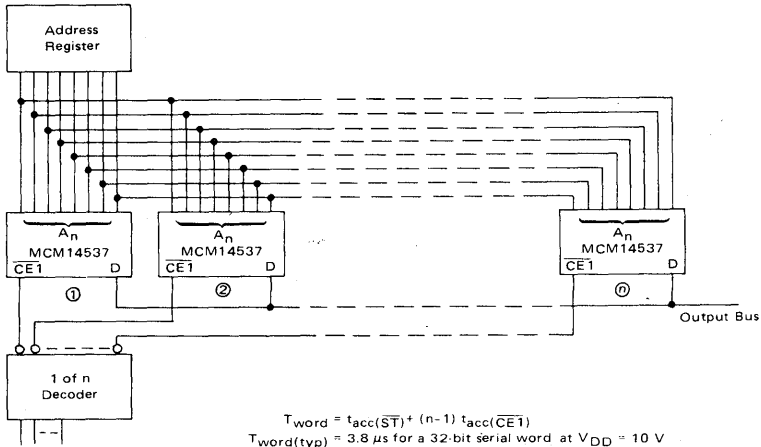 Address
Register
An
MCM14537
CE1 D
①
An
MCM14537
CE1 D
②
An
MCM14537
CE1 D
ⓝ
Output Bus
1 of n
Decoder
Tword = tacc(ST) + (n-1) tacc(CE1)
Tword(typ) = 3.8 μs for a 32-bit serial word at VDD = 10 V